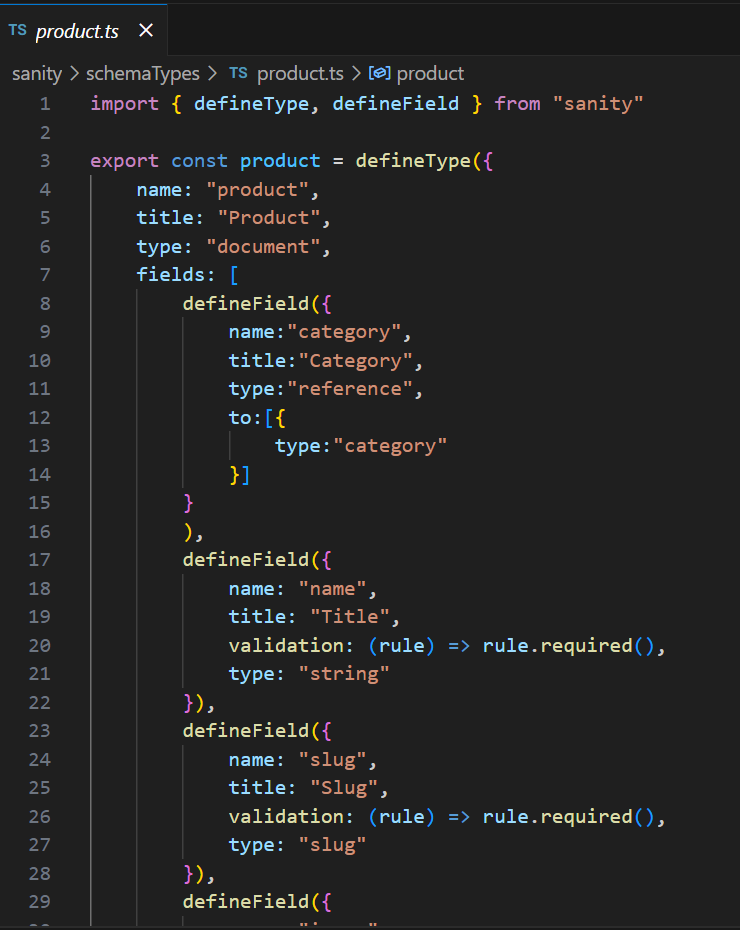 TS product.ts ×
sanity > schemaTypes > TS product.ts > product
1 import { defineType, defineField } from "sanity"
2
3 export const product = defineType({
4     name: "product",
5     title: "Product",
6     type: "document",
7     fields: [
8         defineField({
9             name:"category",
10             title:"Category",
11             type:"reference",
12             to:[{
13                 type:"category"
14             }]
15         }
16         ),
17         defineField({
18             name: "name",
19             title: "Title",
20             validation: (rule) => rule.required(),
21             type: "string"
22         }),
23         defineField({
24             name: "slug",
25             title: "Slug",
26             validation: (rule) => rule.required(),
27             type: "slug"
28         }),
29         defineField({